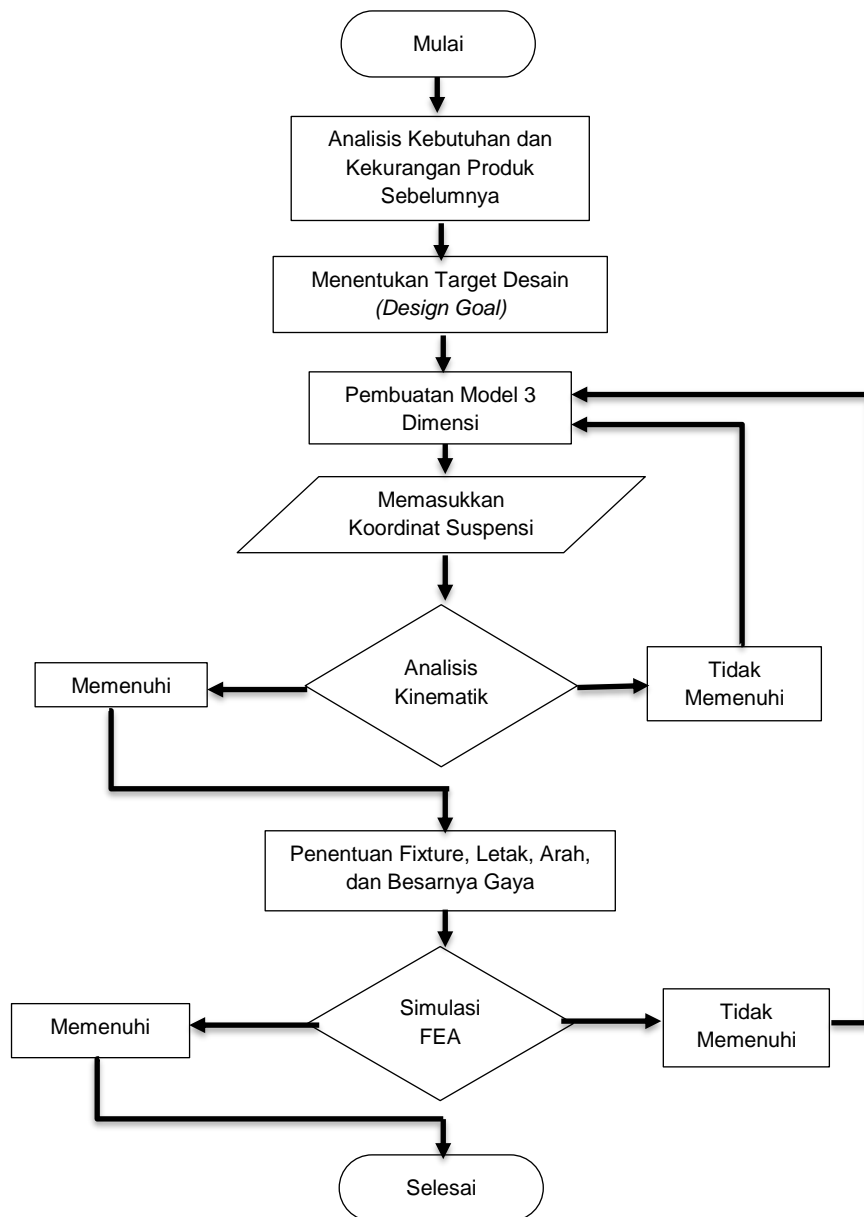 Mulai
Analisis Kebutuhan dan
Kekurangan Produk
Sebelumnya
Menentukan Target Desain
(Design Goal)
Pembuatan Model 3
Dimensi
Memasukkan
Koordinat Suspensi
Memenuhi
Analisis
Kinematik
Tidak
Memenuhi
Penentuan Fixture, Letak, Arah,
dan Besarnya Gaya
Memenuhi
Simulasi
FEA
Tidak
Memenuhi
Selesai